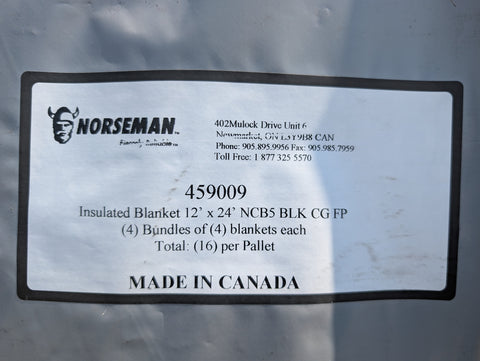 NORSEMAN™
402Mulock Drive Unit 6
Newmarket, ON L3Y9B8 CAN
Phone: 905.895.9956 Fax: 905.985.7959
Toll Free: 1 877 325 5570
459009
Insulated Blanket 12’ x 24’ NCB5 BLK CG FP
(4) Bundles of (4) blankets each
Total: (16) per Pallet
MADE IN CANADA